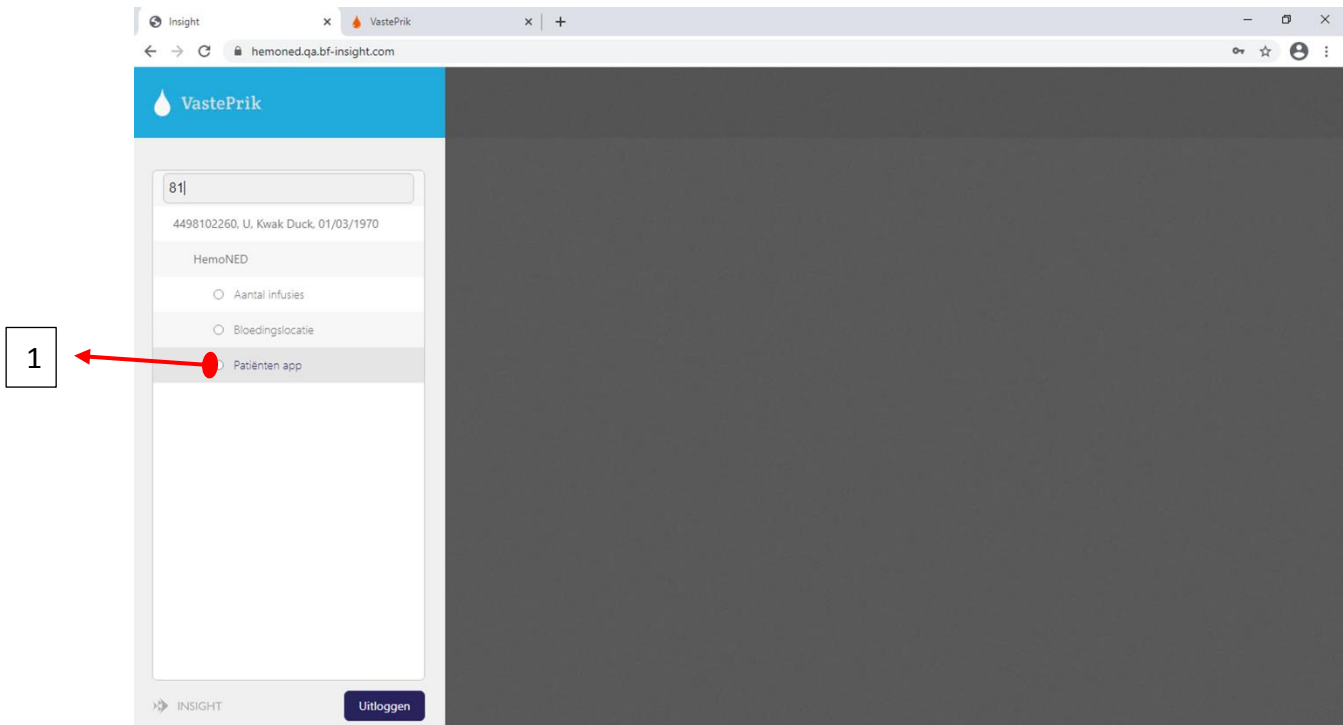 Insight
VastePrik
hemoned.qa.bf-insight.com
VastePrik
81
4498102260, U, Kwak Duck, 01/03/1970
HemoNED
Aantal infusies
Bloedingslocatie
1
Patiënten app
INSIGHT
Uitloggen